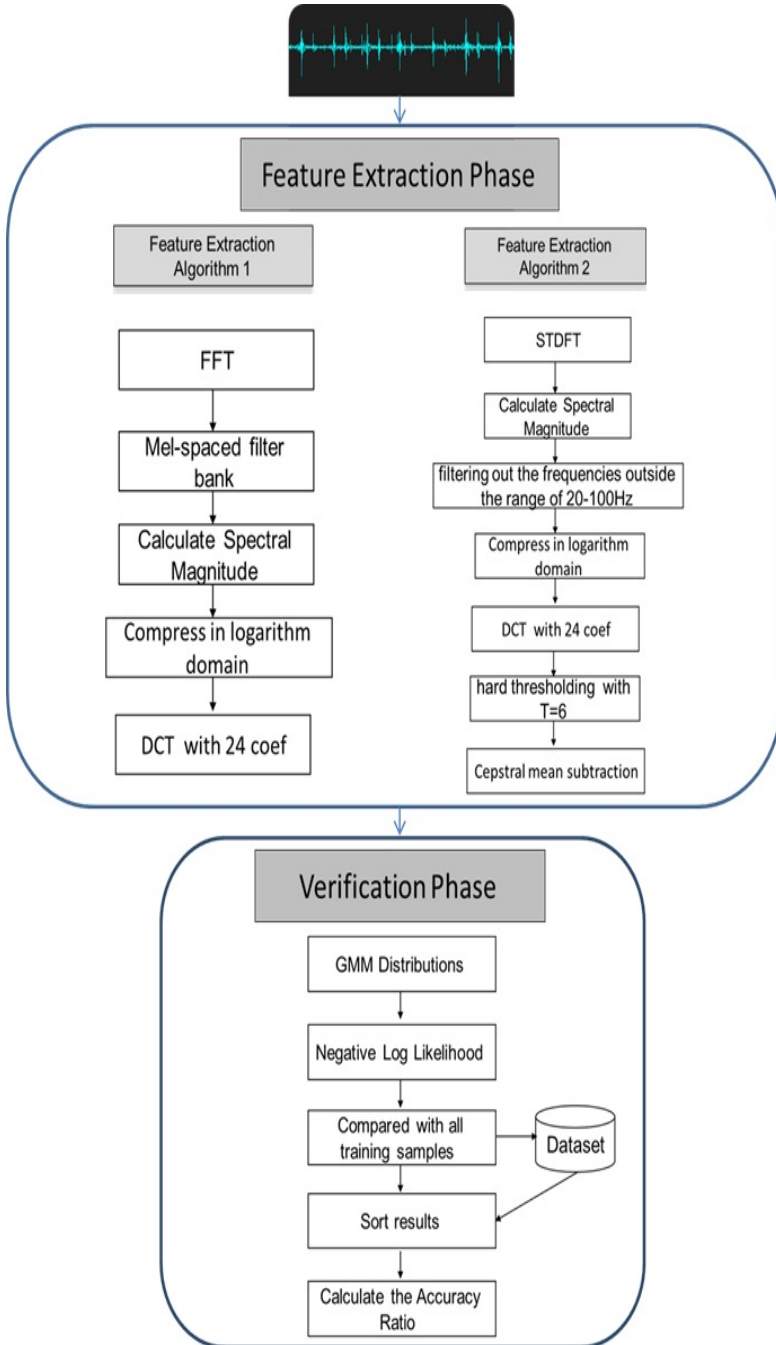 Feature Extraction Phase
Feature Extraction
Algorithm 1
FFT
Mel-spaced filter
bank
Calculate Spectral
Magnitude
Compress in logarithm
domain
DCT with 24 coef
Feature Extraction
Algorithm 2
STDFT
Calculate Spectral
Magnitude
filtering out the frequencies outside
the range of 20-100Hz
Compress in logarithm
domain
DCT with 24 coef
hard thresholding with
T=6
Cepstral mean subtraction
Verification Phase
GMM Distributions
Negative Log Likelihood
Compared with all
training samples
Dataset
Sort results
Calculate the Accuracy
Ratio